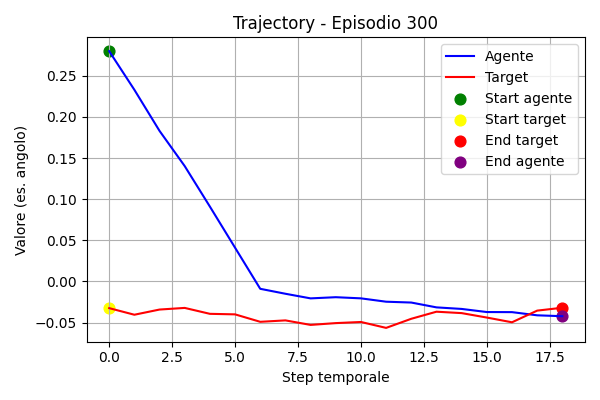 Trajectory - Episodio 300
Valore (es. angolo)
0.25
0.20
0.15
0.10
0.05
0.00
−0.05
Agente
Target
Start agente
Start target
End target
End agente
0.0 2.5 5.0 7.5 10.0 12.5 15.0 17.5
Step temporale